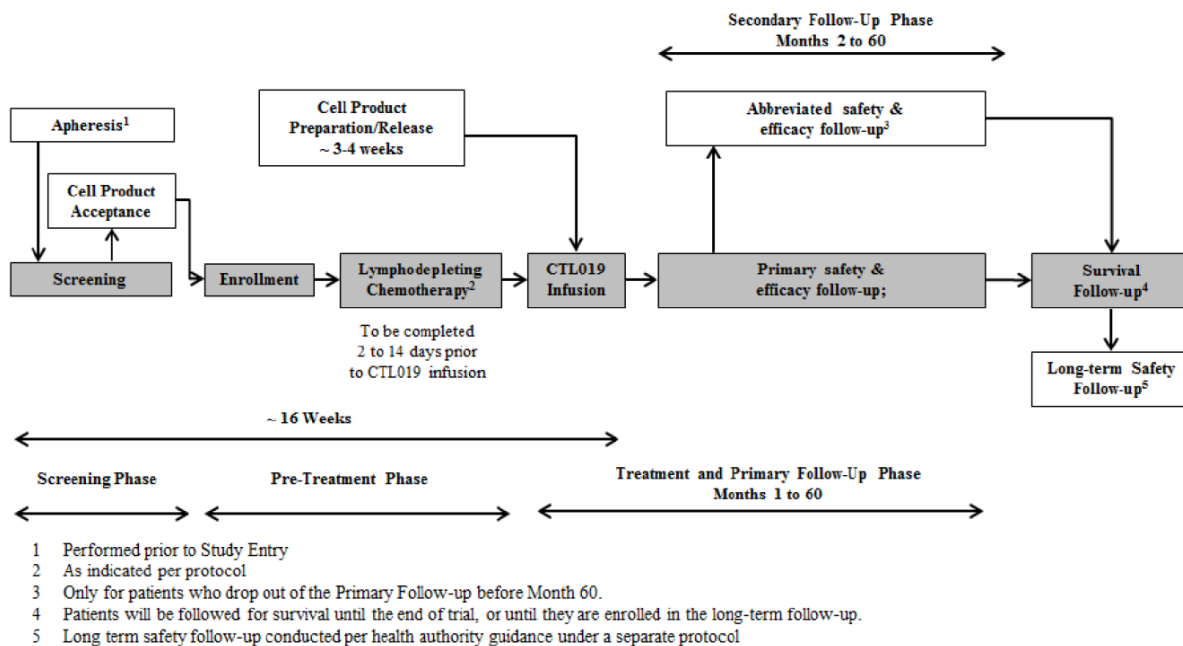 Secondary Follow-Up Phase
Months 2 to 60
Apheresis1
Cell Product
Preparation/Release
~ 3-4 weeks
Abbreviated safety &
efficacy follow-up3
Cell Product
Acceptance
Screening
Enrollment
Lymphodepleting
Chemotherapy2
CTL019
Infusion
Primary safety &
efficacy follow-up;
Survival
Follow-up4
To be completed
2 to 14 days prior
to CTL019 infusion
Long-term Safety
Follow-up5
~ 16 Weeks
Screening Phase
Pre-Treatment Phase
Treatment and Primary Follow-Up Phase
Months 1 to 60
1 Performed prior to Study Entry
2 As indicated per protocol
3 Only for patients who drop out of the Primary Follow-up before Month 60.
4 Patients will be followed for survival until the end of trial, or until they are enrolled in the long-term follow-up.
5 Long term safety follow-up conducted per health authority guidance under a separate protocol